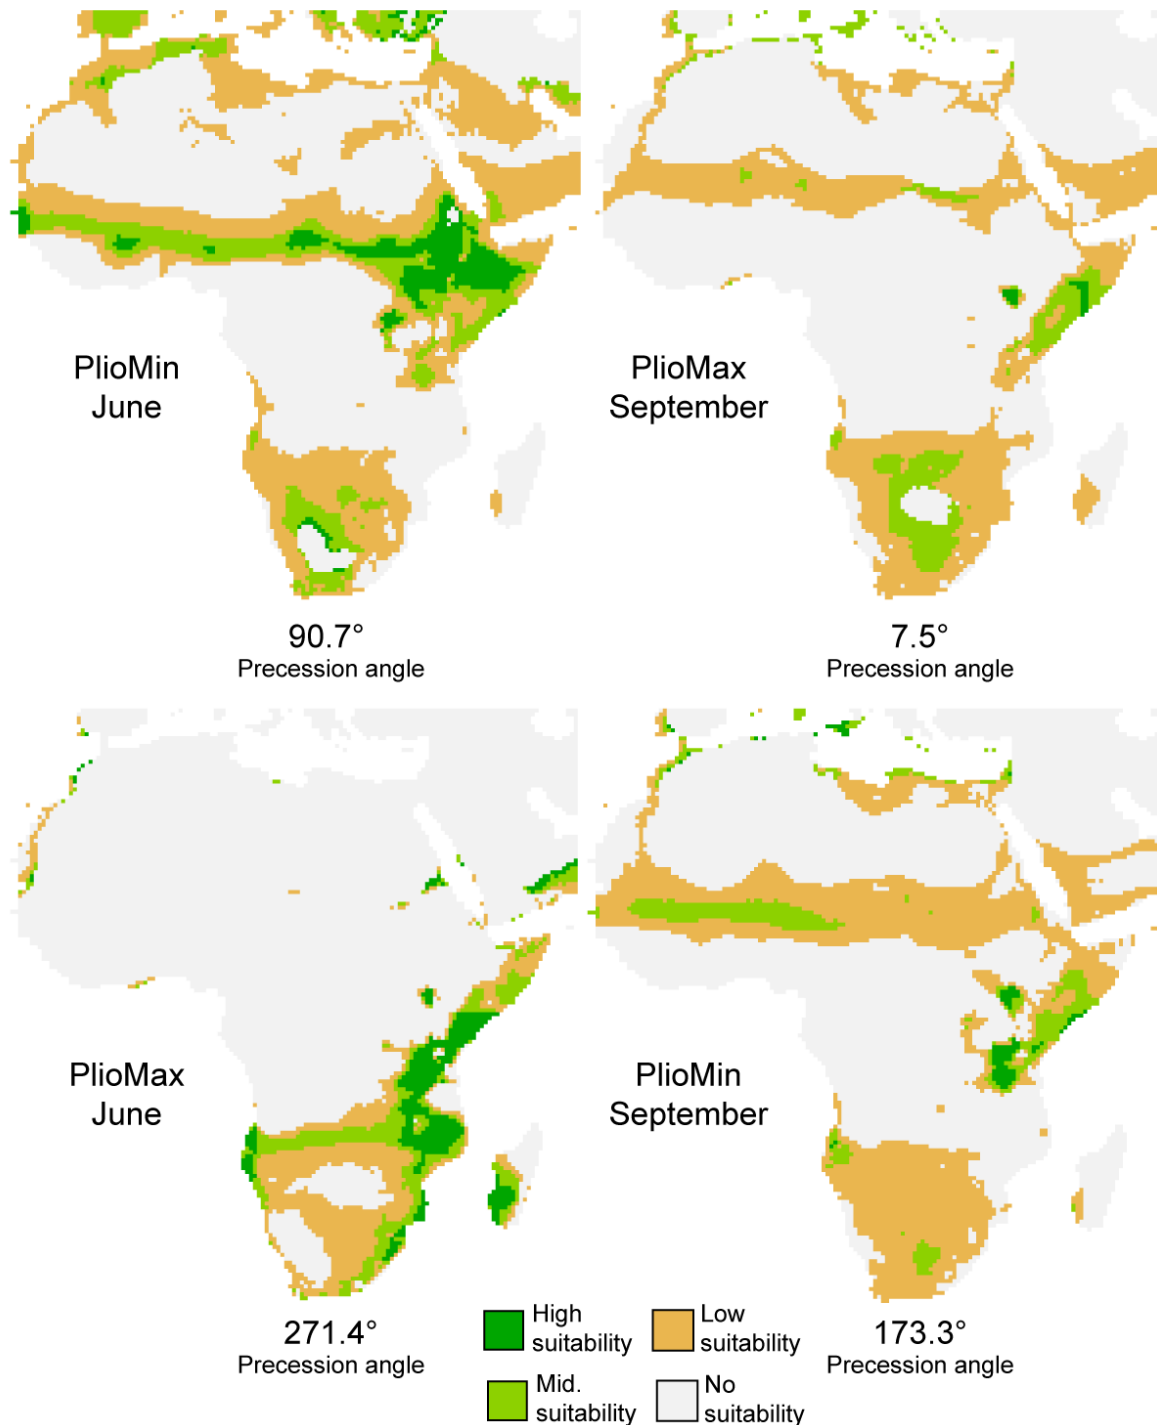 PlioMin
June
PlioMax
September
90.7°
Precession angle
7.5°
Precession angle
PlioMax
June
PlioMin
September
271.4°
Precession angle
173.3°
Precession angle
High
suitability
Low
suitability
Mid.
suitability
No
suitability